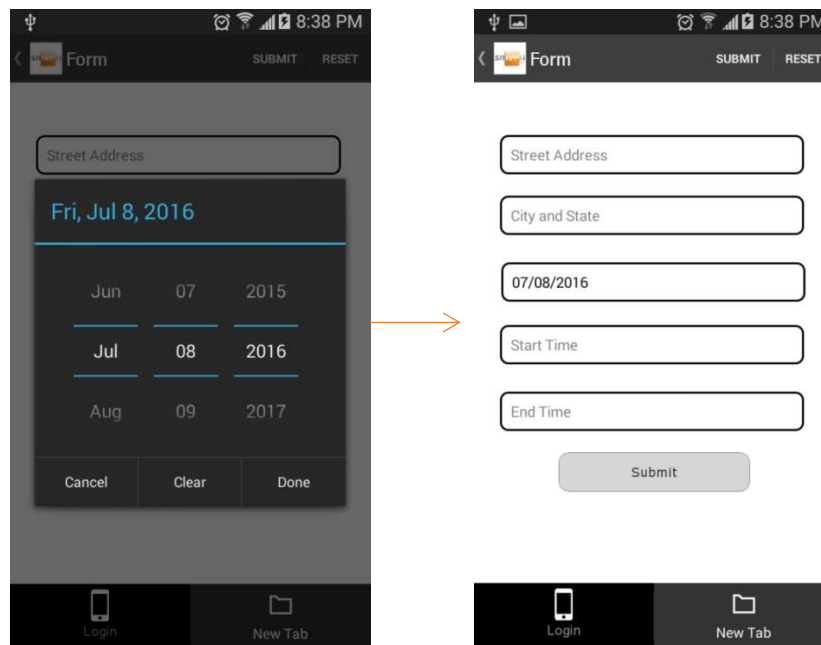 8:38 PM
Form SUBMIT RESET
Street Address
Fri, Jul 8, 2016
Jun 07 2015
Jul 08 2016
Aug 09 2017
Cancel Clear Done
Login New Tab
8:38 PM
Form SUBMIT RESET
Street Address
City and State
07/08/2016
Start Time
End Time
Submit
Login New Tab